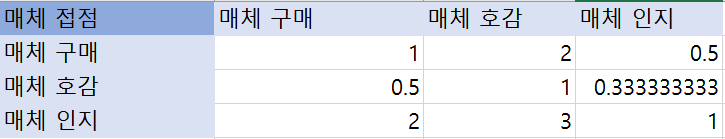 매체 접점 매체 구매 매체 호감 매체 인지
매체 구매 1 2 0.5
매체 호감 0.5 1 0.333333333
매체 인지 2 3 1